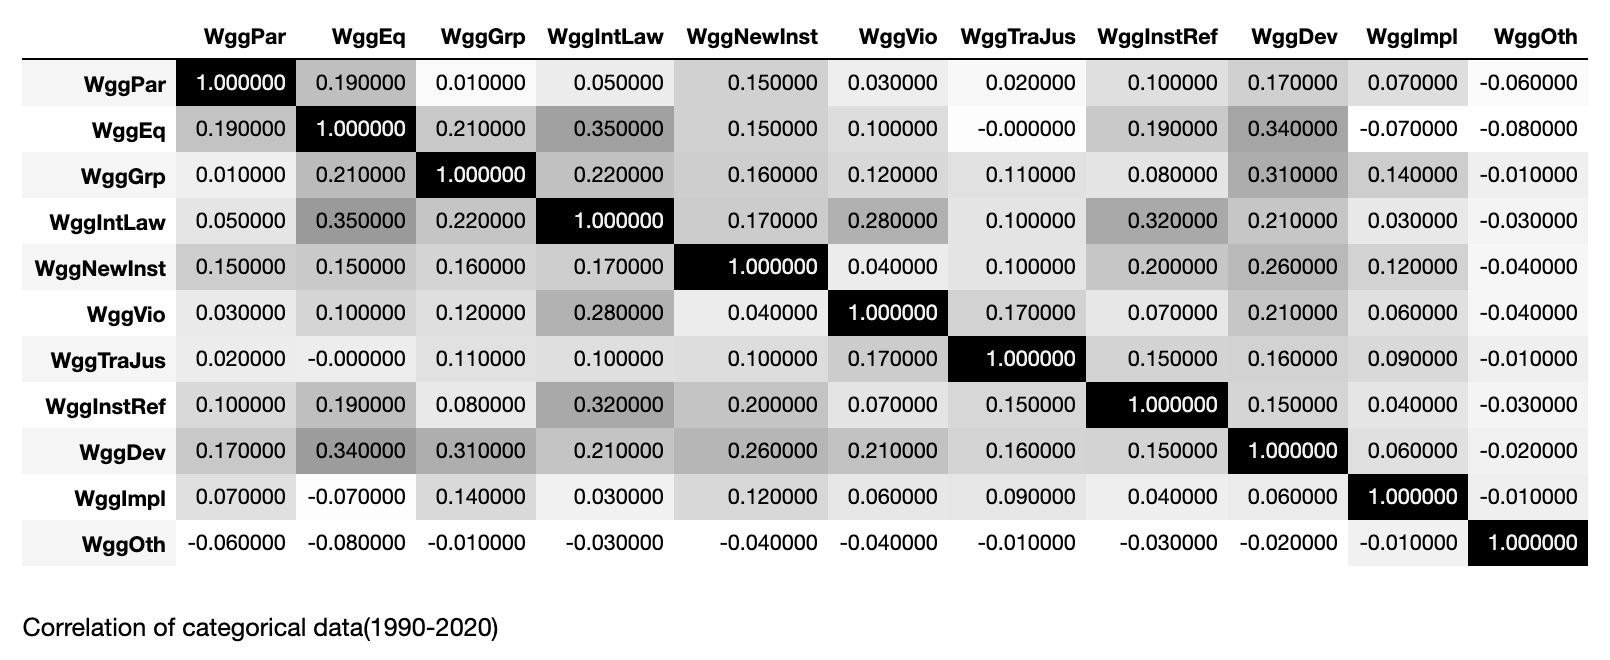 WggPar WggEq WggGrp WggIntLaw WggNewInst WggVio WggTraJus WggInstRef WggDev WggImpl WggOth
WggPar 1.000000 0.190000 0.010000 0.050000 0.150000 0.030000 0.020000 0.100000 0.170000 0.070000 -0.060000
WggEq 0.190000 1.000000 0.210000 0.350000 0.150000 0.100000 -0.000000 0.190000 0.340000 -0.070000 -0.080000
WggGrp 0.010000 0.210000 1.000000 0.220000 0.160000 0.120000 0.110000 0.080000 0.310000 0.140000 -0.010000
WggIntLaw 0.050000 0.350000 0.220000 1.000000 0.170000 0.280000 0.100000 0.320000 0.210000 0.030000 -0.030000
WggNewInst 0.150000 0.150000 0.160000 0.170000 1.000000 0.040000 0.100000 0.200000 0.260000 0.120000 -0.040000
WggVio 0.030000 0.100000 0.120000 0.280000 0.040000 1.000000 0.170000 0.070000 0.210000 0.060000 -0.040000
WggTraJus 0.020000 -0.000000 0.110000 0.100000 0.100000 0.170000 1.000000 0.150000 0.160000 0.090000 -0.010000
WggInstRef 0.100000 0.190000 0.080000 0.320000 0.200000 0.070000 0.150000 1.000000 0.150000 0.040000 -0.030000
WggDev 0.170000 0.340000 0.310000 0.210000 0.260000 0.210000 0.160000 0.150000 1.000000 0.060000 -0.020000
WggImpl 0.070000 -0.070000 0.140000 0.030000 0.120000 0.060000 0.090000 0.040000 0.060000 1.000000 -0.010000
WggOth -0.060000 -0.080000 -0.010000 -0.030000 -0.040000 -0.040000 -0.010000 -0.030000 -0.020000 -0.010000 1.000000
Correlation of categorical data(1990-2020)